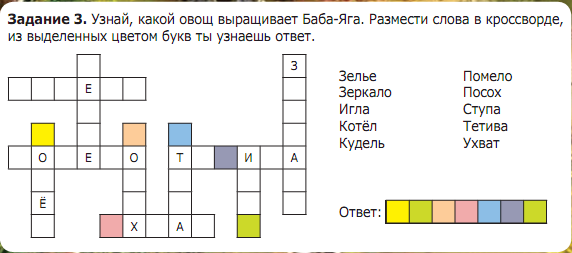 Задание 3. Узнай, какой овощ выращивает Баба-Яга. Размести слова в кроссворде,
из выделенных цветом букв ты узнаешь ответ.
З
Е
О Е О Т И А
Ё
Х А
Зелье
Зеркало
Игла
Котёл
Кудель
Помело
Посох
Ступа
Тетива
Ухват
Ответ: